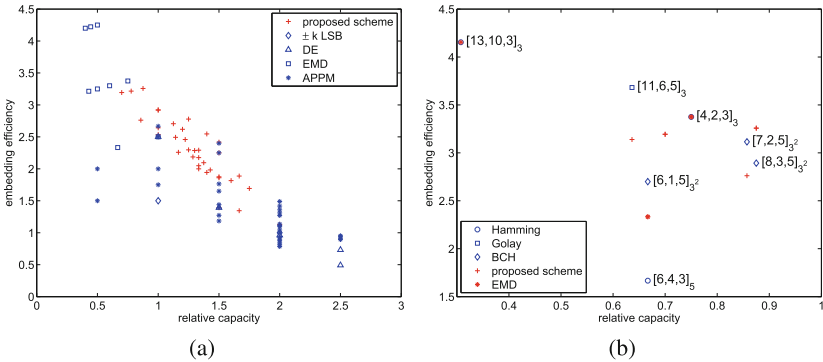 4.5
4
3.5
3
2.5
2
1.5
1
0.5
0
embedding efficiency
0 0.5 1 1.5 2 2.5 3
relative capacity
proposed scheme
± k LSB
DE
EMD
APPM
(a)
4.5
4
3.5
3
2.5
2
1.5
embedding efficiency
0.4 0.5 0.6 0.7 0.8 0.9 1
relative capacity
[13,10,3]₃
[11,6,5]₃
[4,2,3]₃
[7,2,5]₃²
[8,3,5]₃²
[6,1,5]₃²
[6,4,3]₅
Hamming
Golay
BCH
proposed scheme
EMD
(b)